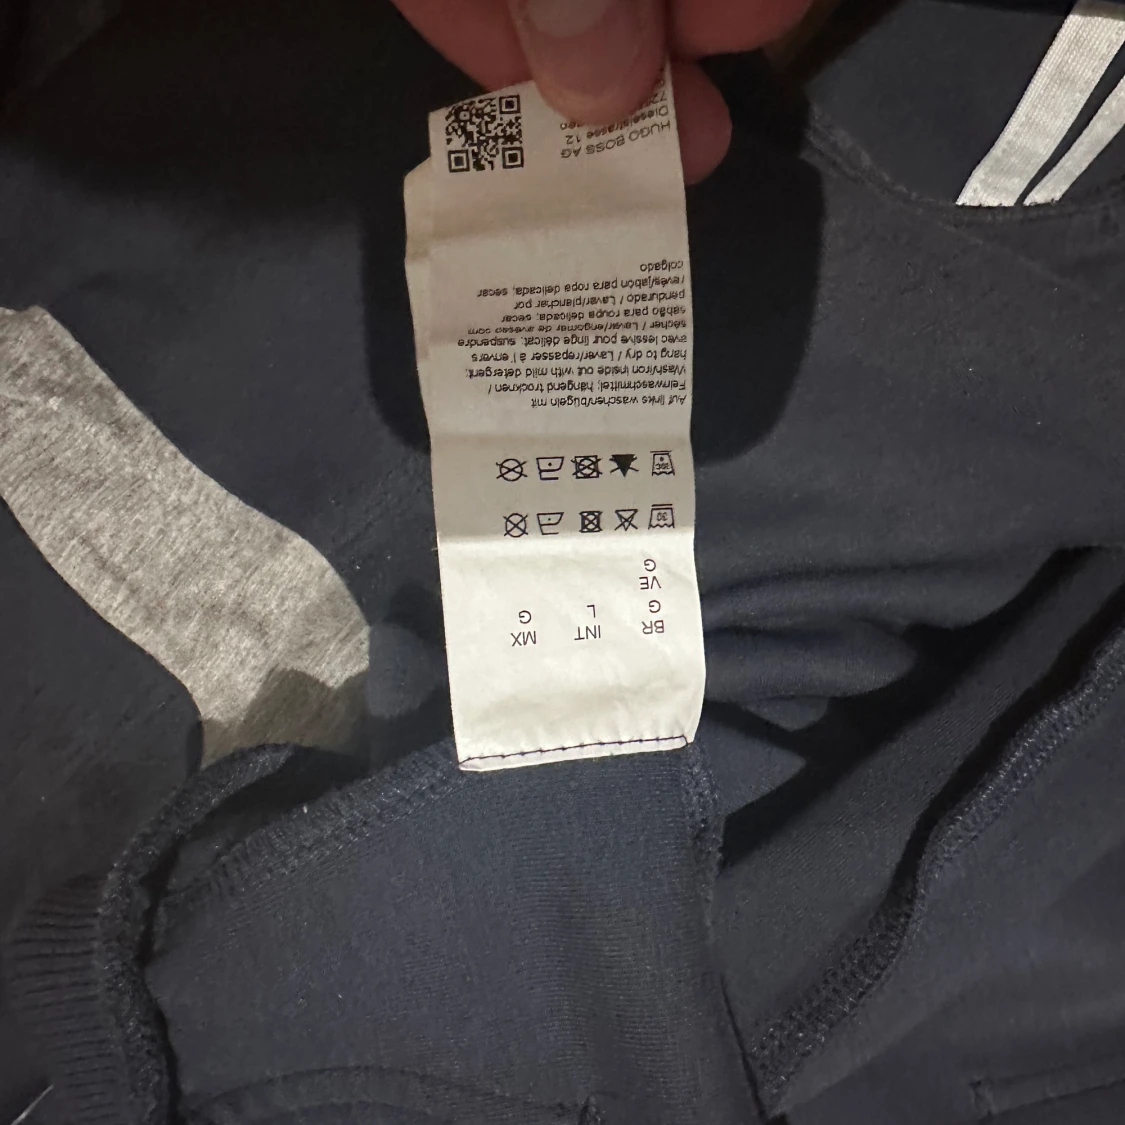 BR INT MX
G L G
VE
G
30
30C
Auf links waschen/bügeln mit
Feinwaschmittel; hängend trocknen /
Wash/iron inside out with mild detergent;
hang to dry / Laver/repasser à l'envers
avec lessive pour linge délicat; suspendre
sécher / Lavar/engomar de avesso com
sabão para roupa delicada; secar
pendurado / Lavar/planchar por
revés/jabón para ropa delicada; secar
colgado
HUGO BOSS AG
Dieselstrasse 12